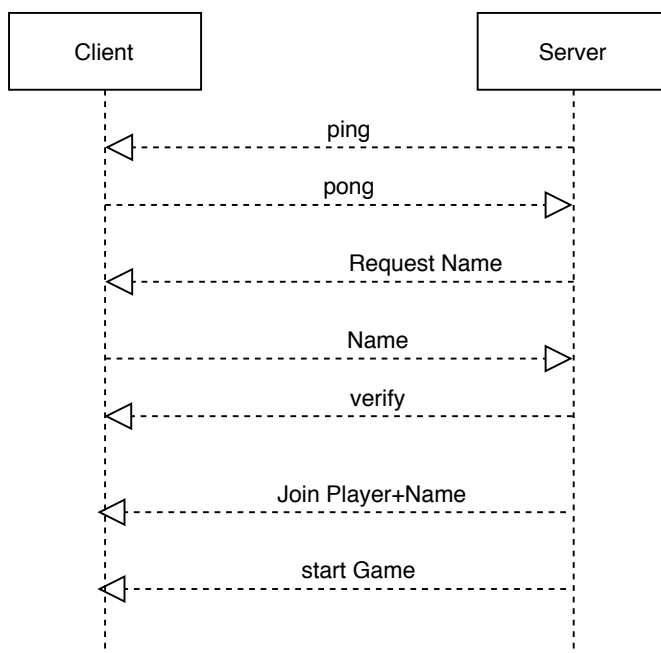 Client
Server
ping
pong
Request Name
Name
verify
Join Player+Name
start Game